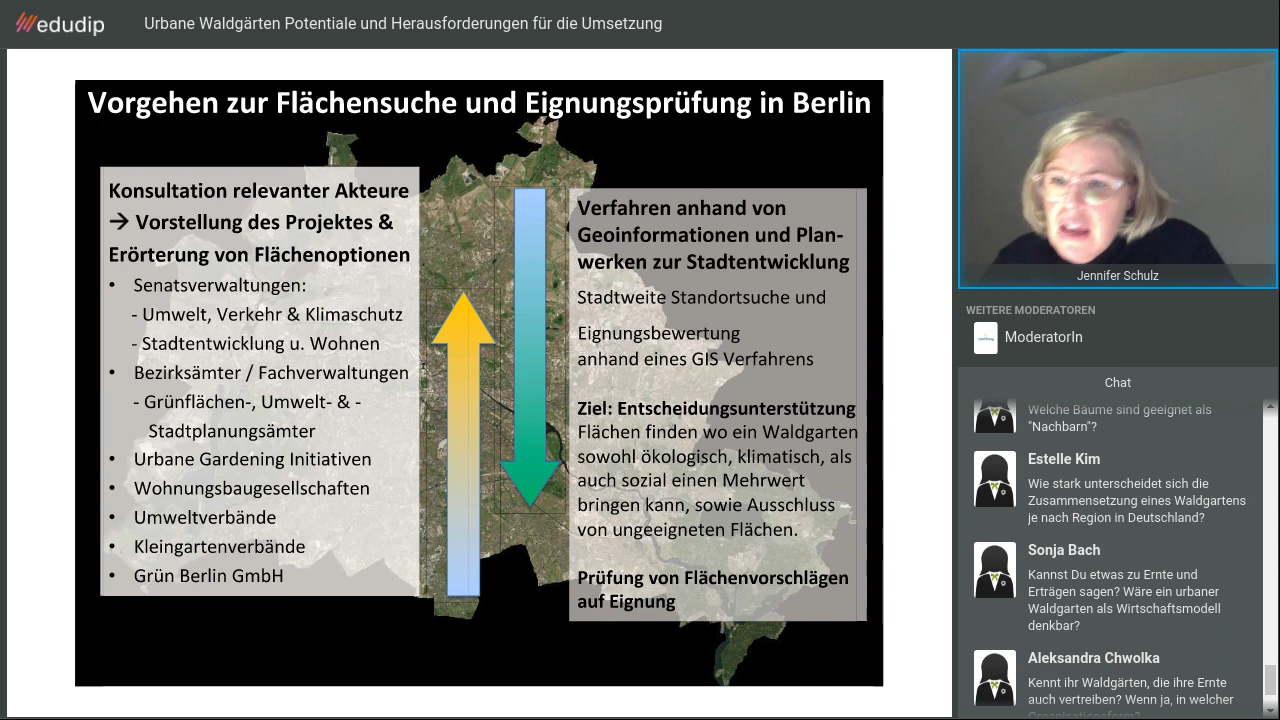 edudip
Urbane Waldgärten Potentiale und Herausforderungen für die Umsetzung
Vorgehen zur Flächensuche und Eignungsprüfung in Berlin
Konsultation relevanter Akteure
→ Vorstellung des Projektes &
Erörterung von Flächenoptionen
• Senatsverwaltungen:
- Umwelt, Verkehr & Klimaschutz
- Stadtentwicklung u. Wohnen
• Bezirksämter / Fachverwaltungen
- Grünflächen-, Umwelt- & -
Stadtplanungsämter
• Urbane Gardening Initiativen
• Wohnungsbaugesellschaften
• Umweltverbände
• Kleingartenverbände
• Grün Berlin GmbH
Verfahren anhand von
Geoinformationen und Plan-
werken zur Stadtentwicklung
Stadtweite Standortsuche und
Eignungsbewertung
anhand eines GIS Verfahrens
Ziel: Entscheidungsunterstützung
Flächen finden wo ein Waldgarten
sowohl ökologisch, klimatisch, als
auch sozial einen Mehrwert
bringen kann, sowie Ausschluss
von ungeeigneten Flächen.
Prüfung von Flächenvorschlägen
auf Eignung
Jennifer Schulz
WEITERE MODERATOREN
ModeratorIn
Chat
Welche Bäume sind geeignet als
"Nachbarn"?
Estelle Kim
Wie stark unterscheidet sich die
Zusammensetzung eines Waldgartens
je nach Region in Deutschland?
Sonja Bach
Kannst Du etwas zu Ernte und
Erträgen sagen? Wäre ein urbaner
Waldgarten als Wirtschaftsmodell
denkbar?
Aleksandra Chwolka
Kennt ihr Waldgärten, die ihre Ernte
auch vertreiben? Wenn ja, in welcher
Organisationsform?